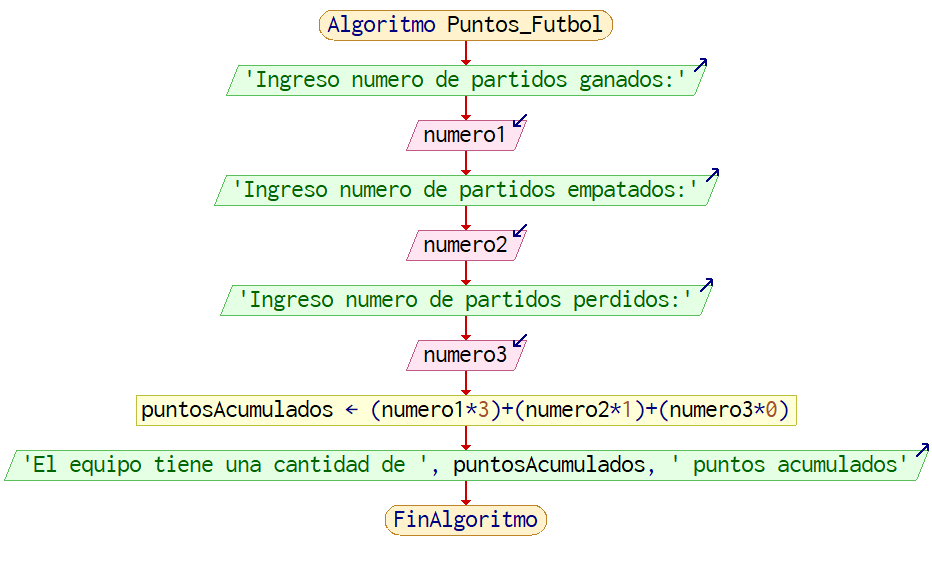 Algoritmo Puntos_Futbol
'Ingreso numero de partidos ganados:'
numero1
'Ingreso numero de partidos empatados:'
numero2
'Ingreso numero de partidos perdidos:'
numero3
puntosAcumulados ← (numero1*3)+(numero2*1)+(numero3*0)
'El equipo tiene una cantidad de ', puntosAcumulados, ' puntos acumulados'
FinAlgoritmo